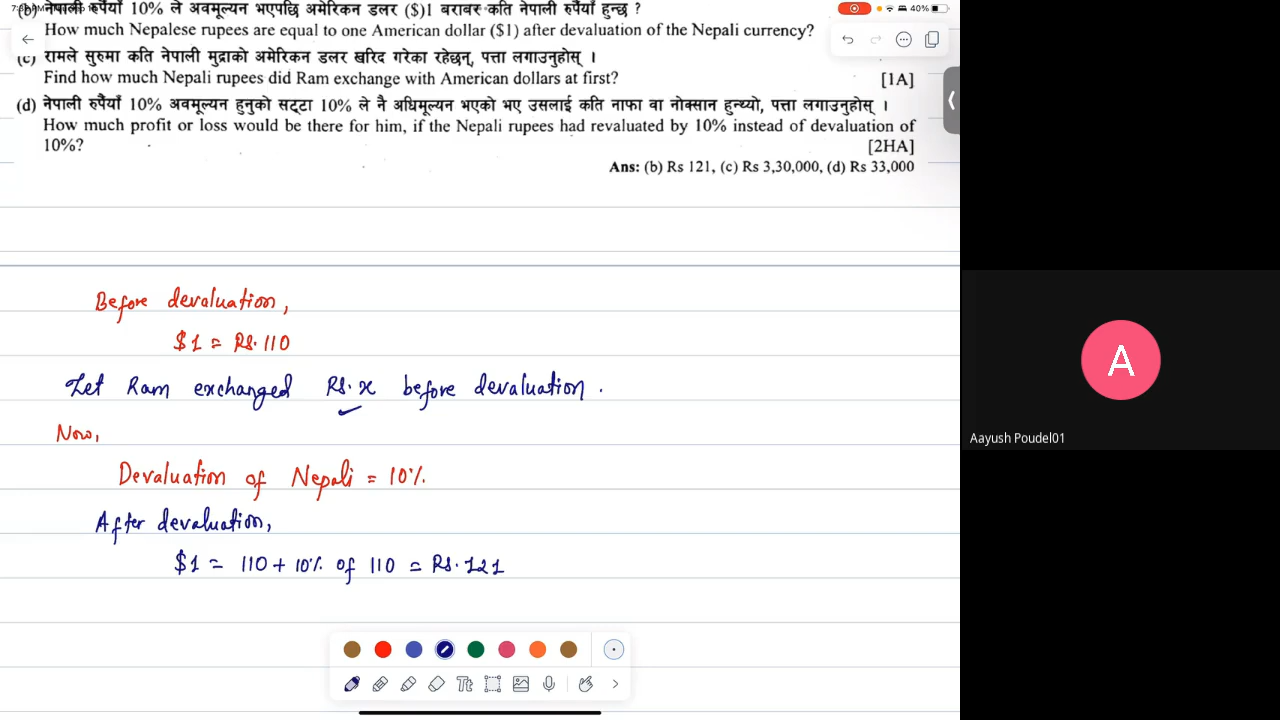 (b) नेपाली रुपैयाँ 10% ले अवमूल्यन भएपछि अमेरिकन डलर ($)1 बराबर कति नेपाली रुपैयाँ हुन्छ ?
How much Nepalese rupees are equal to one American dollar ($1) after devaluation of the Nepali currency?
40%
(c) रामले सुरुमा कति नेपाली मुद्राको अमेरिकन डलर खरिद गरेका रहेछन्, पत्ता लगाउनुहोस् ।
Find how much Nepali rupees did Ram exchange with American dollars at first? [1A]
(d) नेपाली रुपैयाँ 10% अवमूल्यन हुनुको सट्टा 10% ले नै अधिमूल्यन भएको भए उसलाई कति नाफा वा नोक्सान हुन्थ्यो, पत्ता लगाउनुहोस् ।
How much profit or loss would be there for him, if the Nepali rupees had revaluated by 10% instead of devaluation of
10%? [2HA]
Ans: (b) Rs 121, (c) Rs 3,30,000, (d) Rs 33,000
Before devaluation,
$1 = Rs. 110
Let Ram exchanged Rs. x before devaluation.
Now,
Devaluation of Nepali = 10%
After devaluation,
$1 = 110 + 10% of 110 = Rs. 121
Tt
A
Aayush Poudel01